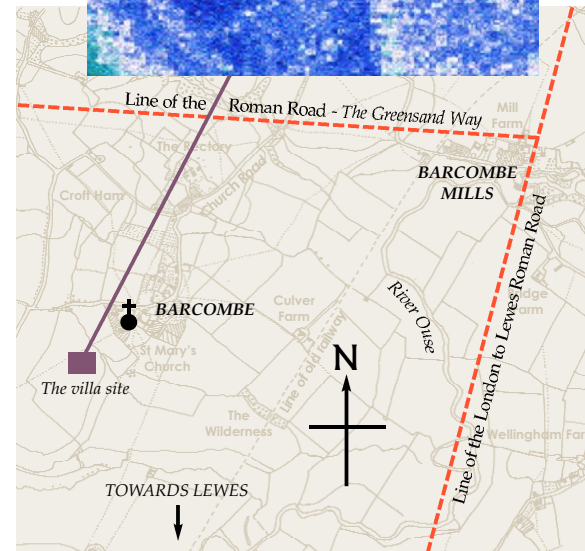 Line of the Roman Road - The Greensand Way
Mill
Farm
The Rectory
Church Road
BARCOMBE
MILLS
Croft Ham
BARCOMBE
Culver
Farm
River Ouse
Farm
St Mary's
Church
N
The villa site
Line of old railway
Line of the London to Lewes Roman Road
The
Wilderness
Wellingham Far
TOWARDS LEWES